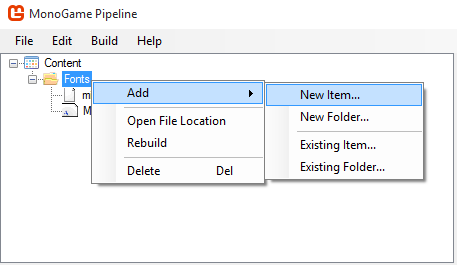 MonoGame Pipeline
File Edit Build Help
Content
Fonts
Add
New Item...
New Folder...
Existing Item...
Existing Folder...
Open File Location
Rebuild
Delete Del